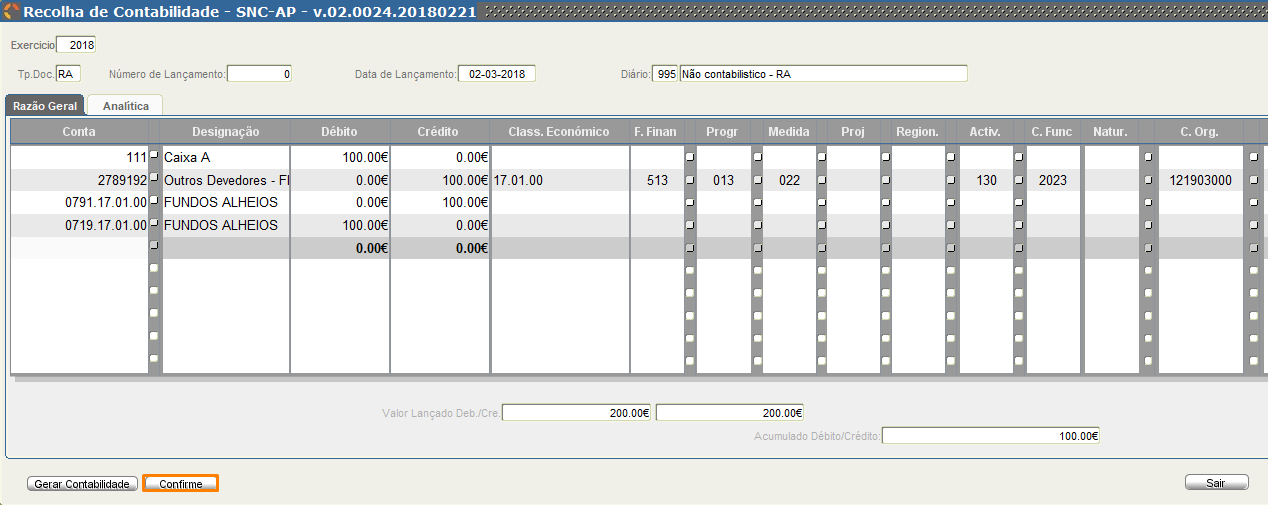 Recolha de Contabilidade - SNC-AP - v.02.0024.20180221
Exercicio 2018
Tp.Doc. RA Número de Lançamento: 0 Data de Lançamento: 02-03-2018 Diário: 995 Não contabilistico - RA
Razão Geral Analítica
Conta Designação Débito Crédito Class. Económico F. Finan Progr Medida Proj Region. Activ. C. Func Natur. C. Org.
111 Caixa A 100.00€ 0.00€
2789192 Outros Devedores - Fl 0.00€ 100.00€ 17.01.00 513 013 022 130 2023 121903000
0791.17.01.00 FUNDOS ALHEIOS 0.00€ 100.00€
0719.17.01.00 FUNDOS ALHEIOS 100.00€ 0.00€
0.00€ 0.00€
Valor Lançado Deb./Cre. 200.00€ 200.00€
Acumulado Débito/Crédito: 100.00€
Gerar Contabilidade Confirme Sair